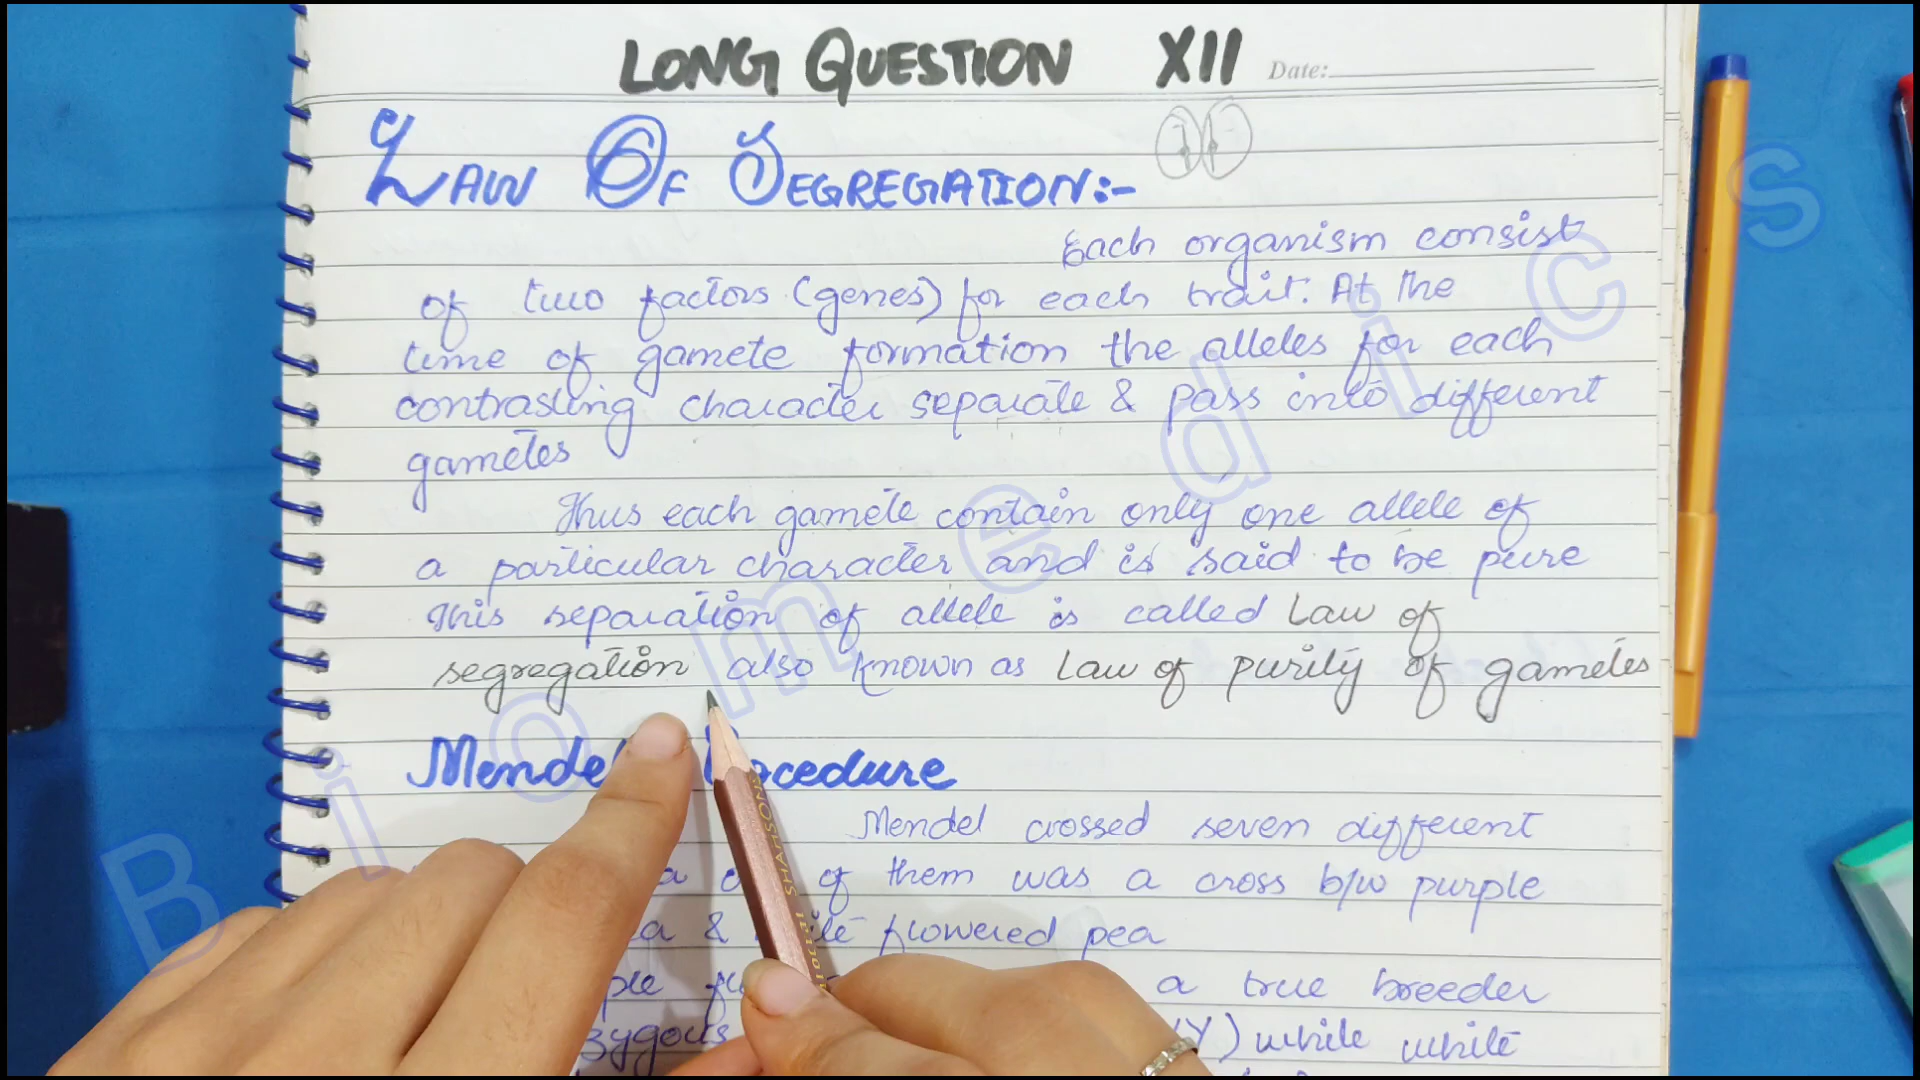 LONG QUESTION XII
Date:
LAW OF SEGREGATION:-
Each organism consist
of two factors (genes) for each trait. At the
time of gamete formation the alleles for each
contrasting character separate & pass into different
gametes
Thus each gamete contain only one allele of
a particular character and is said to be pure
This separation of allele is called Law of
segregation also known as Law of purity of gametes
Mendel Procedure
Mendel crossed seven different
of them was a cross b/w purple
& flowered pea
a true breeder
while white
Biomedics
SHAHSONS